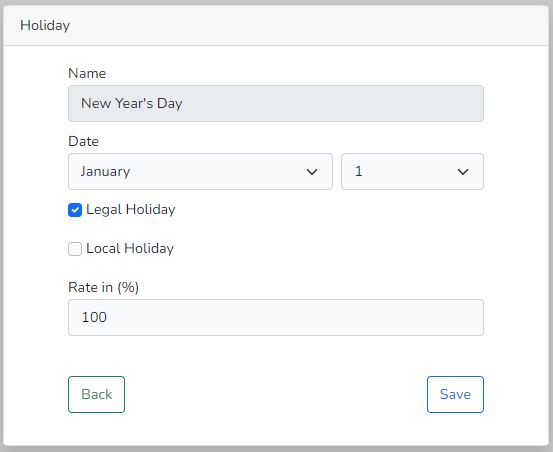 Holiday
Name
New Year's Day
Date
January 1
Legal Holiday
Local Holiday
Rate in (%)
100
Back Save